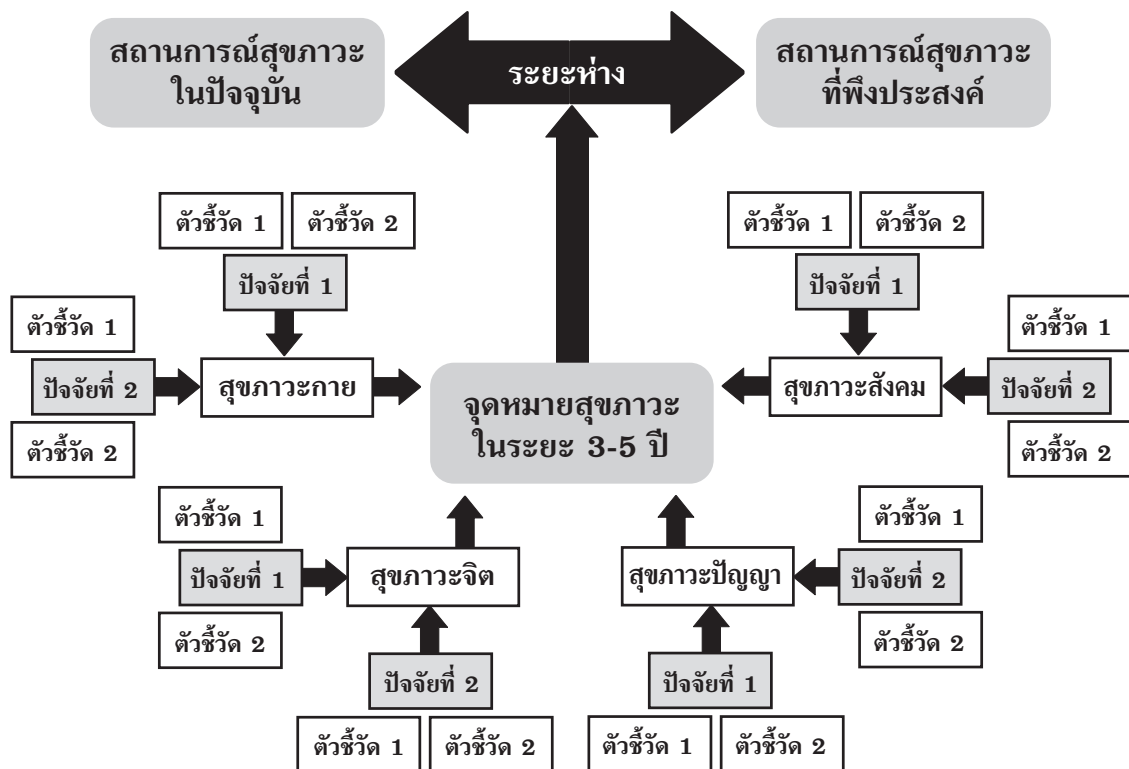 สถานการณ์สุขภาวะ
ในปัจจุบัน
ระยะห่าง
สถานการณ์สุขภาวะ
ที่พึงประสงค์
ตัวชี้วัด 1
ตัวชี้วัด 2
ปัจจัยที่ 1
ตัวชี้วัด 1
ปัจจัยที่ 2
ตัวชี้วัด 2
สุขภาวะกาย
จุดหมายสุขภาวะ
ในระยะ 3-5 ปี
ตัวชี้วัด 1
ตัวชี้วัด 2
ปัจจัยที่ 1
สุขภาวะสังคม
ตัวชี้วัด 1
ปัจจัยที่ 2
ตัวชี้วัด 2
ตัวชี้วัด 1
ปัจจัยที่ 1
ตัวชี้วัด 2
สุขภาวะจิต
ปัจจัยที่ 2
ตัวชี้วัด 1
ตัวชี้วัด 2
สุขภาวะปัญญา
ตัวชี้วัด 1
ปัจจัยที่ 2
ตัวชี้วัด 2
ปัจจัยที่ 1
ตัวชี้วัด 1
ตัวชี้วัด 2